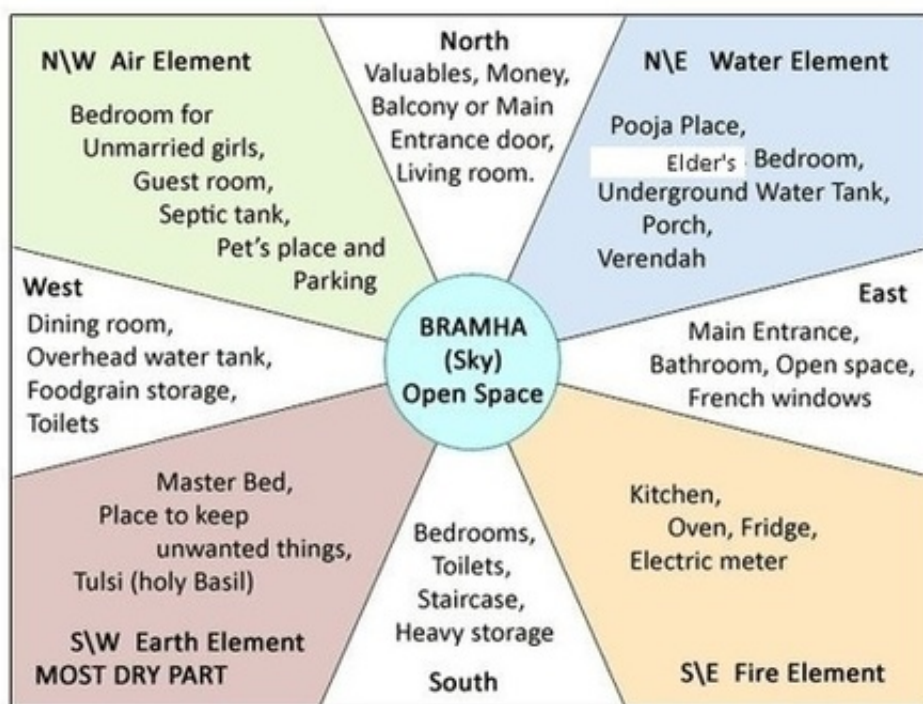 N\W Air Element
Bedroom for
Unmarried girls,
Guest room,
Septic tank,
Pet's place and
Parking
North
Valuables, Money,
Balcony or Main
Entrance door,
Living room.
N\E Water Element
Pooja Place,
Elder's Bedroom,
Underground Water Tank,
Porch,
Verendah
West
Dining room,
Overhead water tank,
Foodgrain storage,
Toilets
BRAMHA
(Sky)
Open Space
East
Main Entrance,
Bathroom, Open space,
French windows
Master Bed,
Place to keep
unwanted things,
Tulsi (holy Basil)
S\W Earth Element
MOST DRY PART
Bedrooms,
Toilets,
Staircase,
Heavy storage
South
Kitchen,
Oven, Fridge,
Electric meter
S\E Fire Element